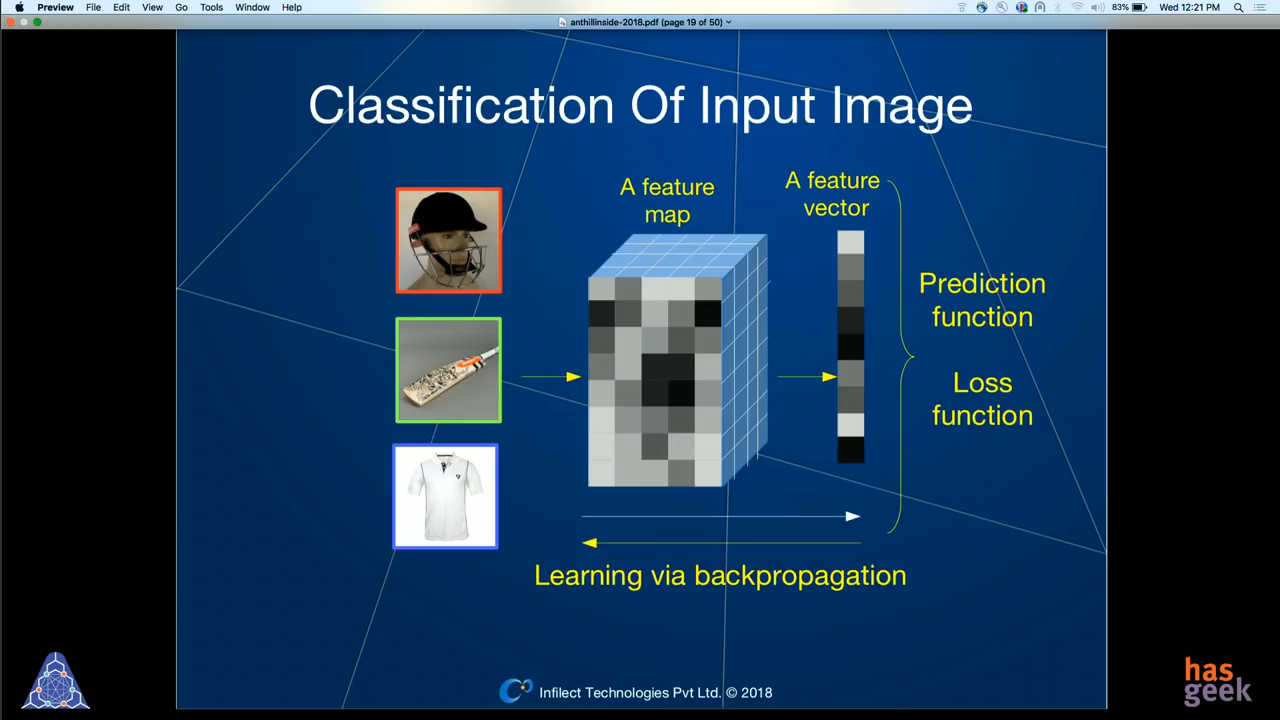 Preview File Edit View Go Tools Window Help
83% Wed 12:21 PM
anthillinside-2018.pdf (page 19 of 50)
Classification Of Input Image
A feature
map
A feature
vector
Prediction
function
Loss
function
Learning via backpropagation
Infilect Technologies Pvt Ltd. © 2018
has
geek